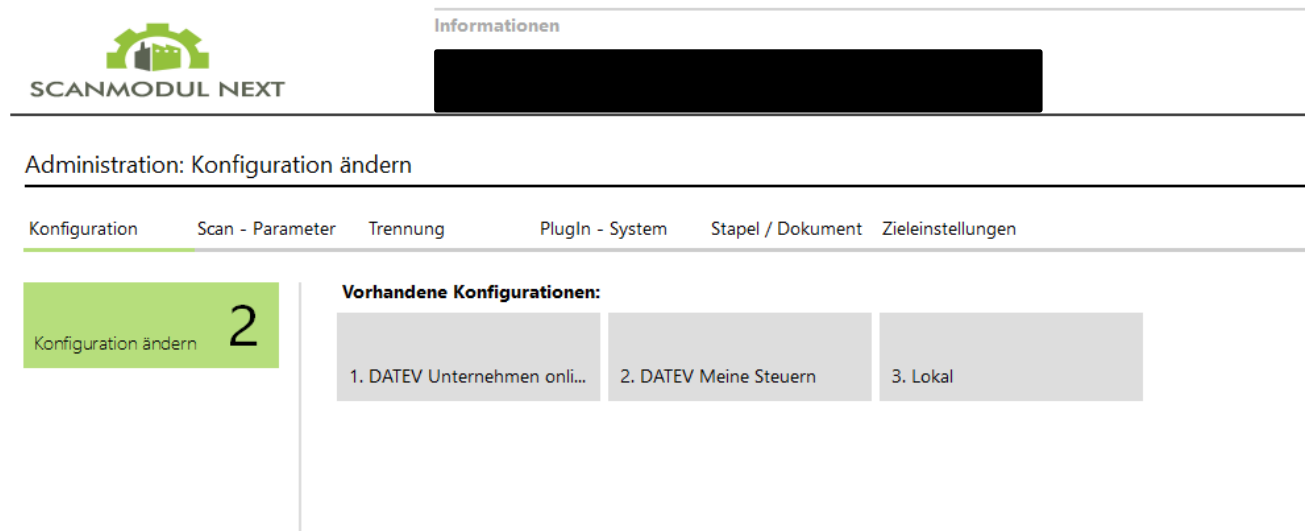 Informationen
SCANMODUL NEXT
Administration: Konfiguration ändern
Konfiguration Scan - Parameter Trennung PlugIn - System Stapel / Dokument Zieleinstellungen
Vorhandene Konfigurationen:
Konfiguration ändern 2
1. DATEV Unternehmen onli... 2. DATEV Meine Steuern 3. Lokal